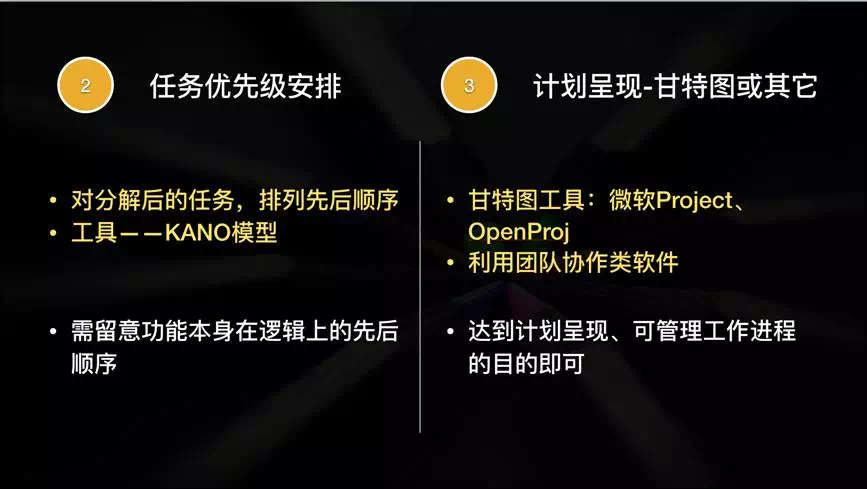 2
任务优先级安排
• 对分解后的任务，排列先后顺序
• 工具——KANO模型
• 需留意功能本身在逻辑上的先后
顺序
3
计划呈现-甘特图或其它
• 甘特图工具：微软Project、
OpenProj
• 利用团队协作类软件
• 达到计划呈现、可管理工作进程
的目的即可